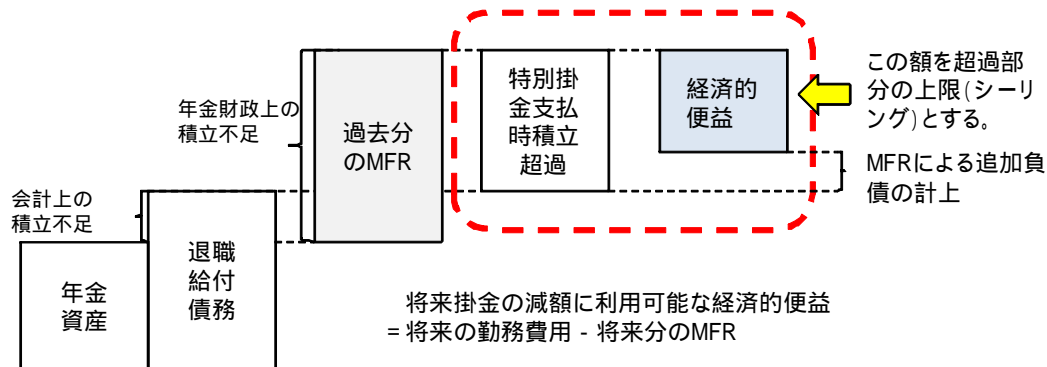 年金財政上の
積立不足
会計上の
積立不足
年金
資産
退職
給付
債務
過去分
のMFR
特別掛
金支払
時積立
超過
経済的
便益
この額を超過部
分の上限(シーリ
ング)とする。
MFRによる追加負
債の計上
将来掛金の減額に利用可能な経済的便益
=将来の勤務費用 - 将来分のMFR